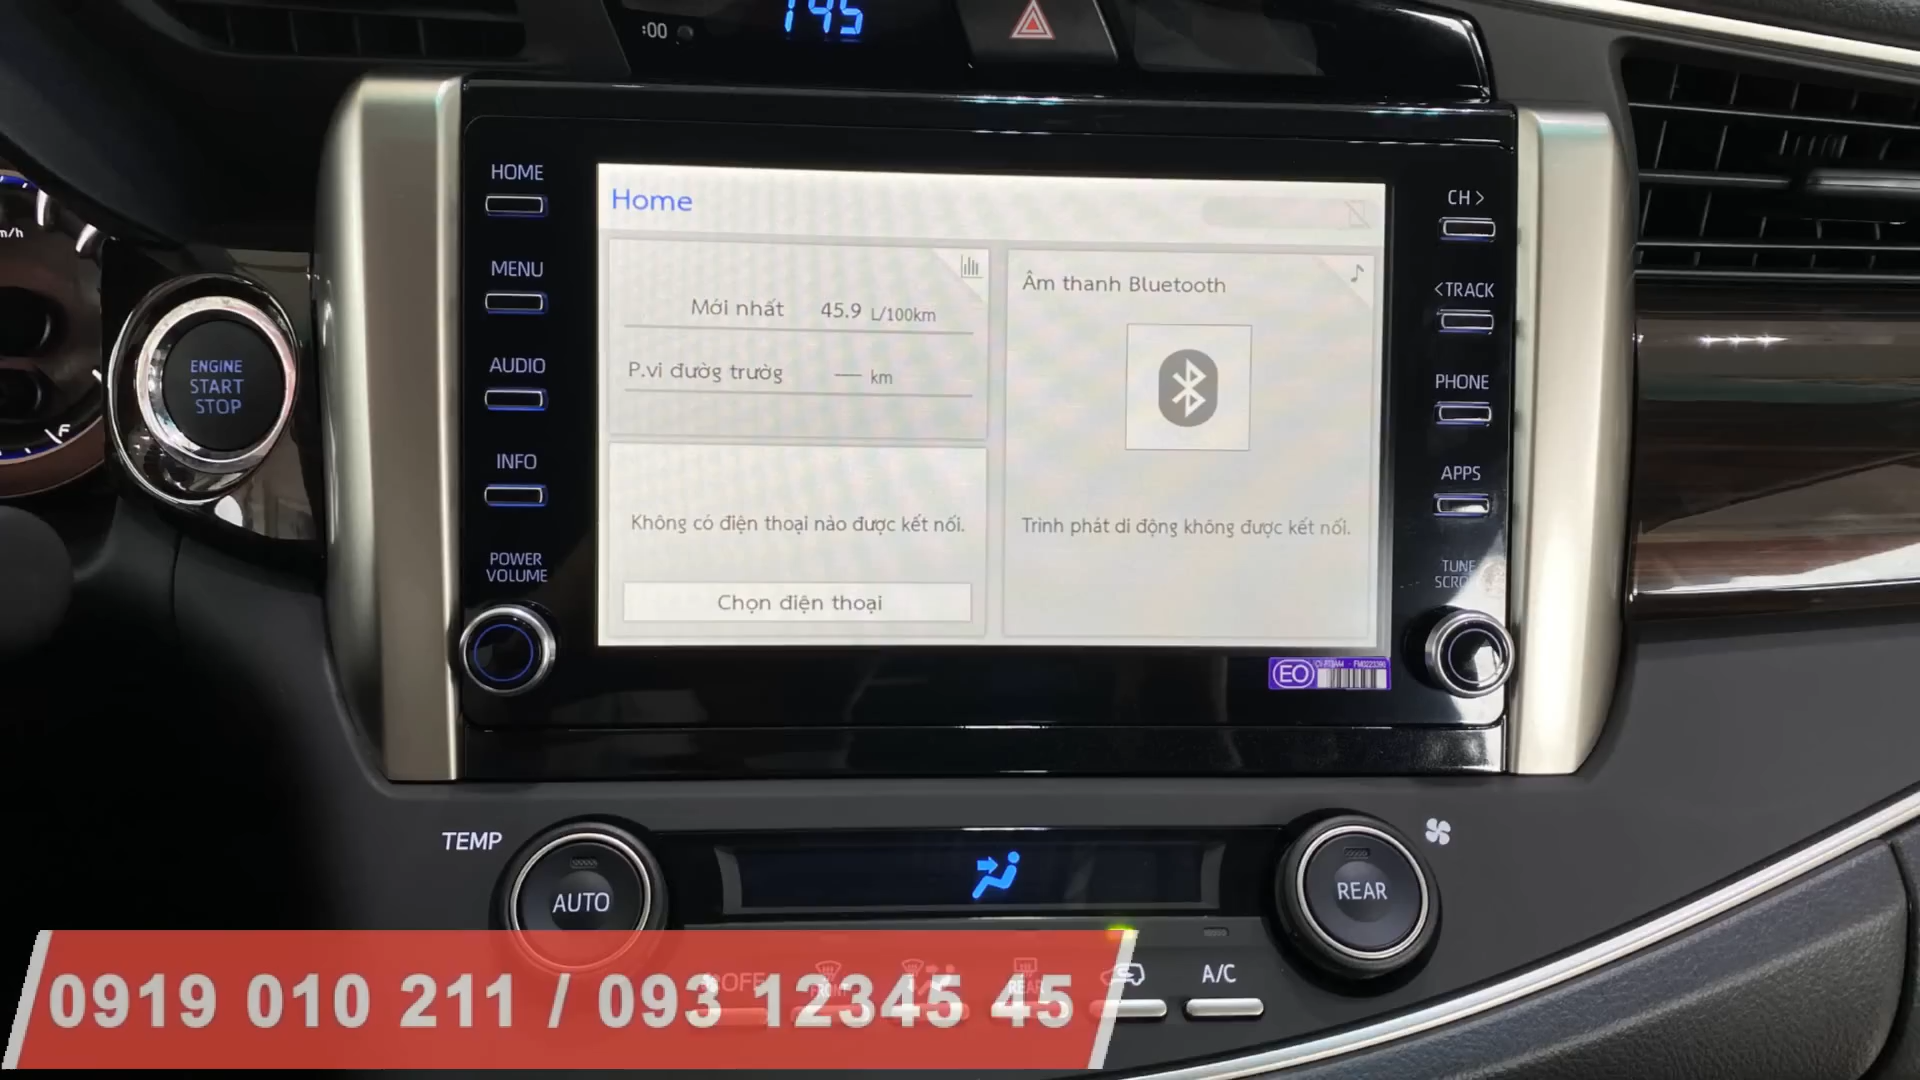 :00
145
HOME
MENU
AUDIO
INFO
POWER
VOLUME
ENGINE
START
STOP
m/h
F
Home
Mới nhất 45.9 L/100km
P.vi đường trường — km
Không có điện thoại nào được kết nối.
Chọn điện thoại
Âm thanh Bluetooth
Trình phát di động không được kết nối.
CH >
<TRACK
PHONE
APPS
TUNE
EO
TEMP
AUTO
REAR
OFF
FRONT
REAR
A/C
0919 010 211 / 093 12345 45